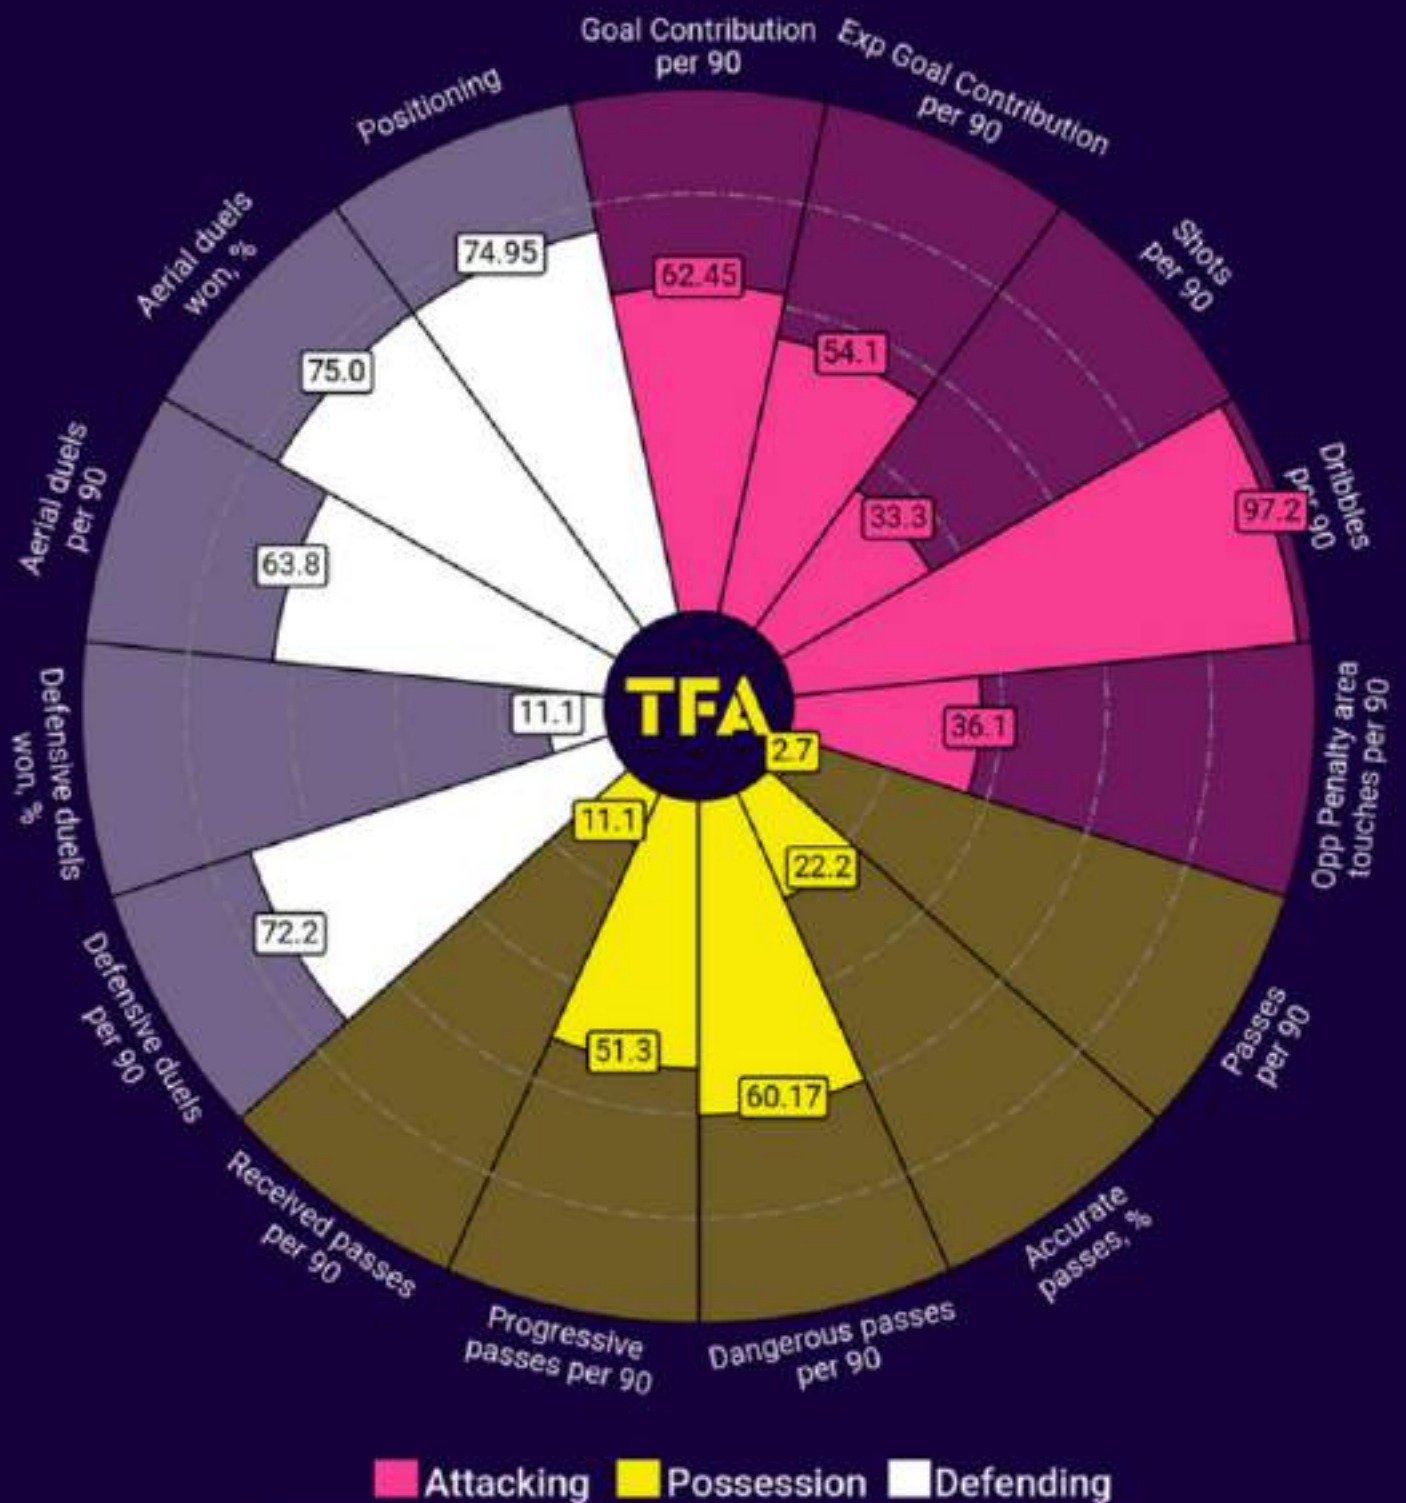 Goal Contribution
per 90
62.45
Exp Goal Contribution
per 90
54.1
Shots
per 90
33.3
Dribbles
per 90
97.2
Opp Penalty area
touches per 90
36.1
Passes
per 90
2.7
Accurate
passes, %
22.2
Dangerous passes
per 90
60.17
Progressive
passes per 90
51.3
Received passes
per 90
11.1
Defensive duels
per 90
72.2
Defensive duels
won, %
11.1
Aerial duels
per 90
63.8
Aerial duels
won, %
75.0
Positioning
74.95
TFA
Attacking Possession Defending